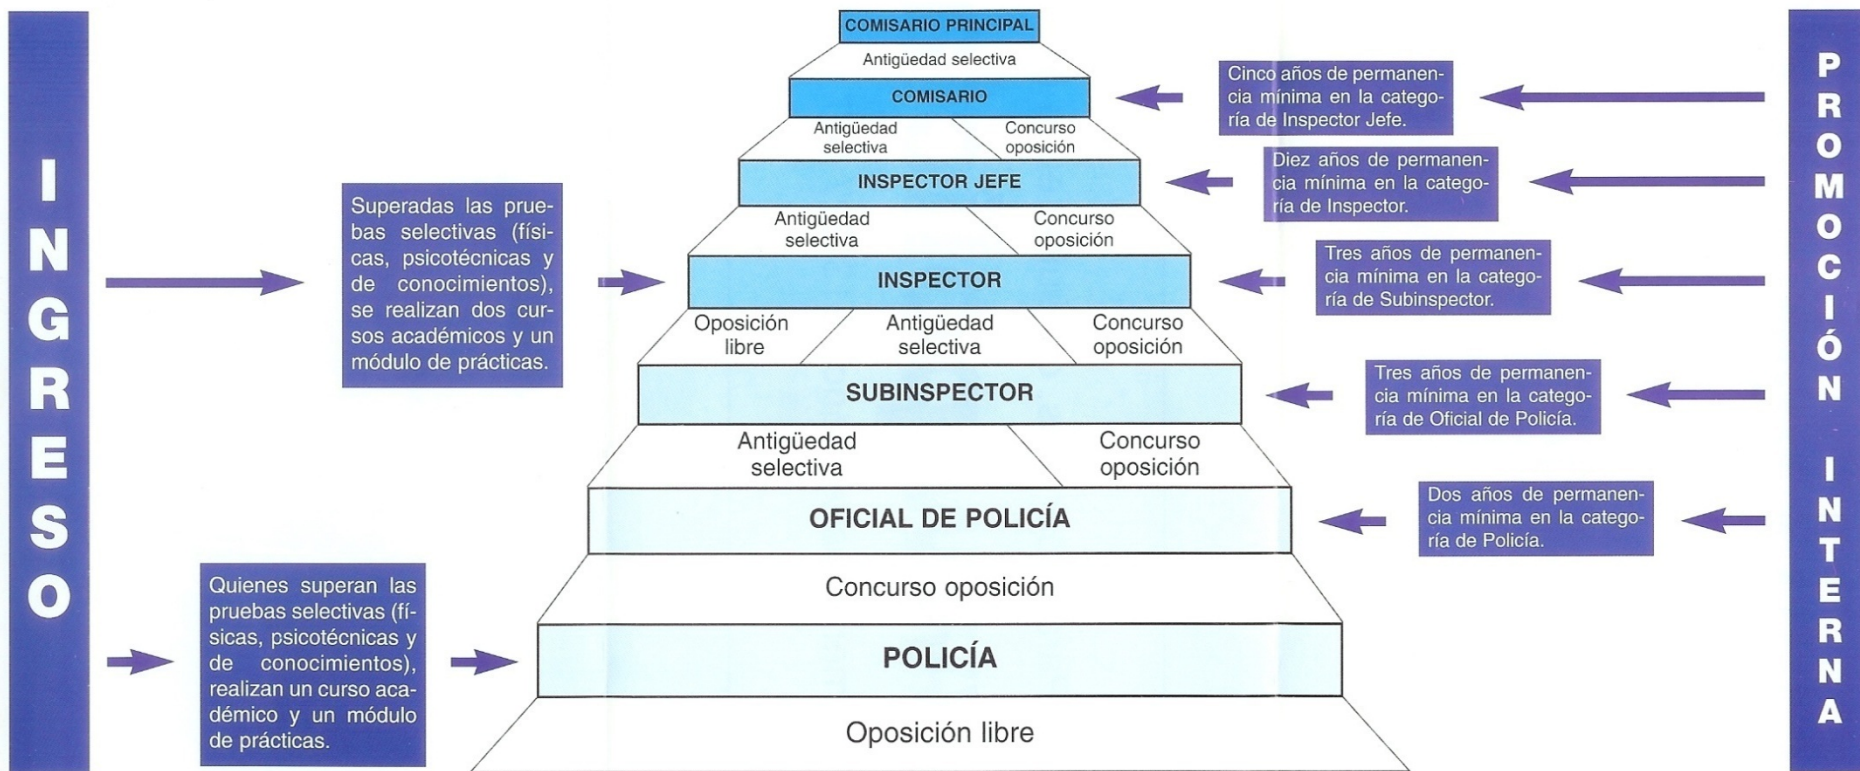 INGRESO
Superadas las prue-
bas selectivas (físi-
cas, psicotécnicas y
de conocimientos),
se realizan dos cur-
sos académicos y un
módulo de prácticas.
Quienes superan las
pruebas selectivas (fí-
sicas, psicotécnicas y
de conocimientos),
realizan un curso aca-
démico y un módulo
de prácticas.
COMISARIO PRINCIPAL
Antigüedad selectiva
COMISARIO
Antigüedad
selectiva
Concurso
oposición
INSPECTOR JEFE
Antigüedad
selectiva
Concurso
oposición
INSPECTOR
Oposición
libre
Antigüedad
selectiva
Concurso
oposición
SUBINSPECTOR
Antigüedad
selectiva
Concurso
oposición
OFICIAL DE POLICÍA
Concurso oposición
POLICÍA
Oposición libre
Cinco años de permanen-
cia mínima en la catego-
ría de Inspector Jefe.
Diez años de permanen-
cia mínima en la catego-
ría de Inspector.
Tres años de permanen-
cia mínima en la catego-
ría de Subinspector.
Tres años de permanen-
cia mínima en la catego-
ría de Oficial de Policía.
Dos años de permanen-
cia mínima en la catego-
ría de Policía.
PROMOCIÓN INTERNA